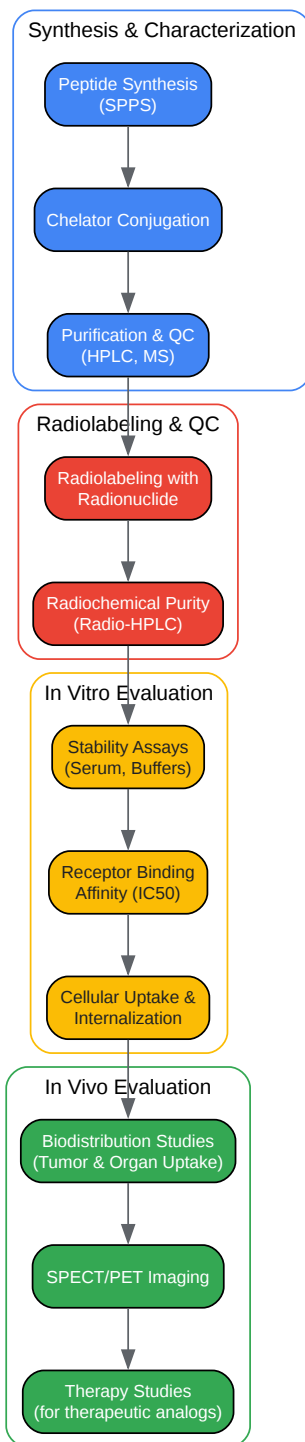 Synthesis & Characterization
Peptide Synthesis
(SPPS)
Chelator Conjugation
Purification & QC
(HPLC, MS)
Radiolabeling & QC
Radiolabeling with
Radionuclide
Radiochemical Purity
(Radio-HPLC)
In Vitro Evaluation
Stability Assays
(Serum, Buffers)
Receptor Binding
Affinity (IC50)
Cellular Uptake &
Internalization
In Vivo Evaluation
Biodistribution Studies
(Tumor & Organ Uptake)
SPECT/PET Imaging
Therapy Studies
(for therapeutic analogs)